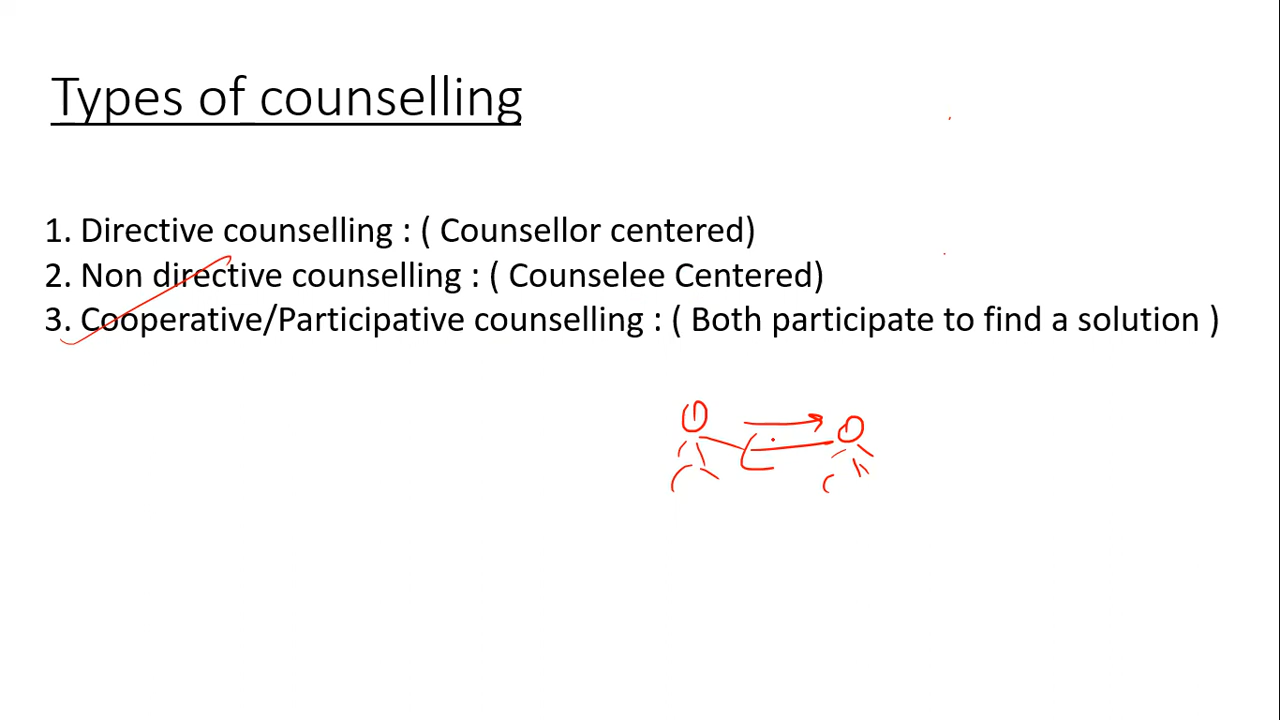 Types of counselling
1. Directive counselling : ( Counsellor centered)
2. Non directive counselling : ( Counselee Centered)
3. Cooperative/Participative counselling : ( Both participate to find a solution )